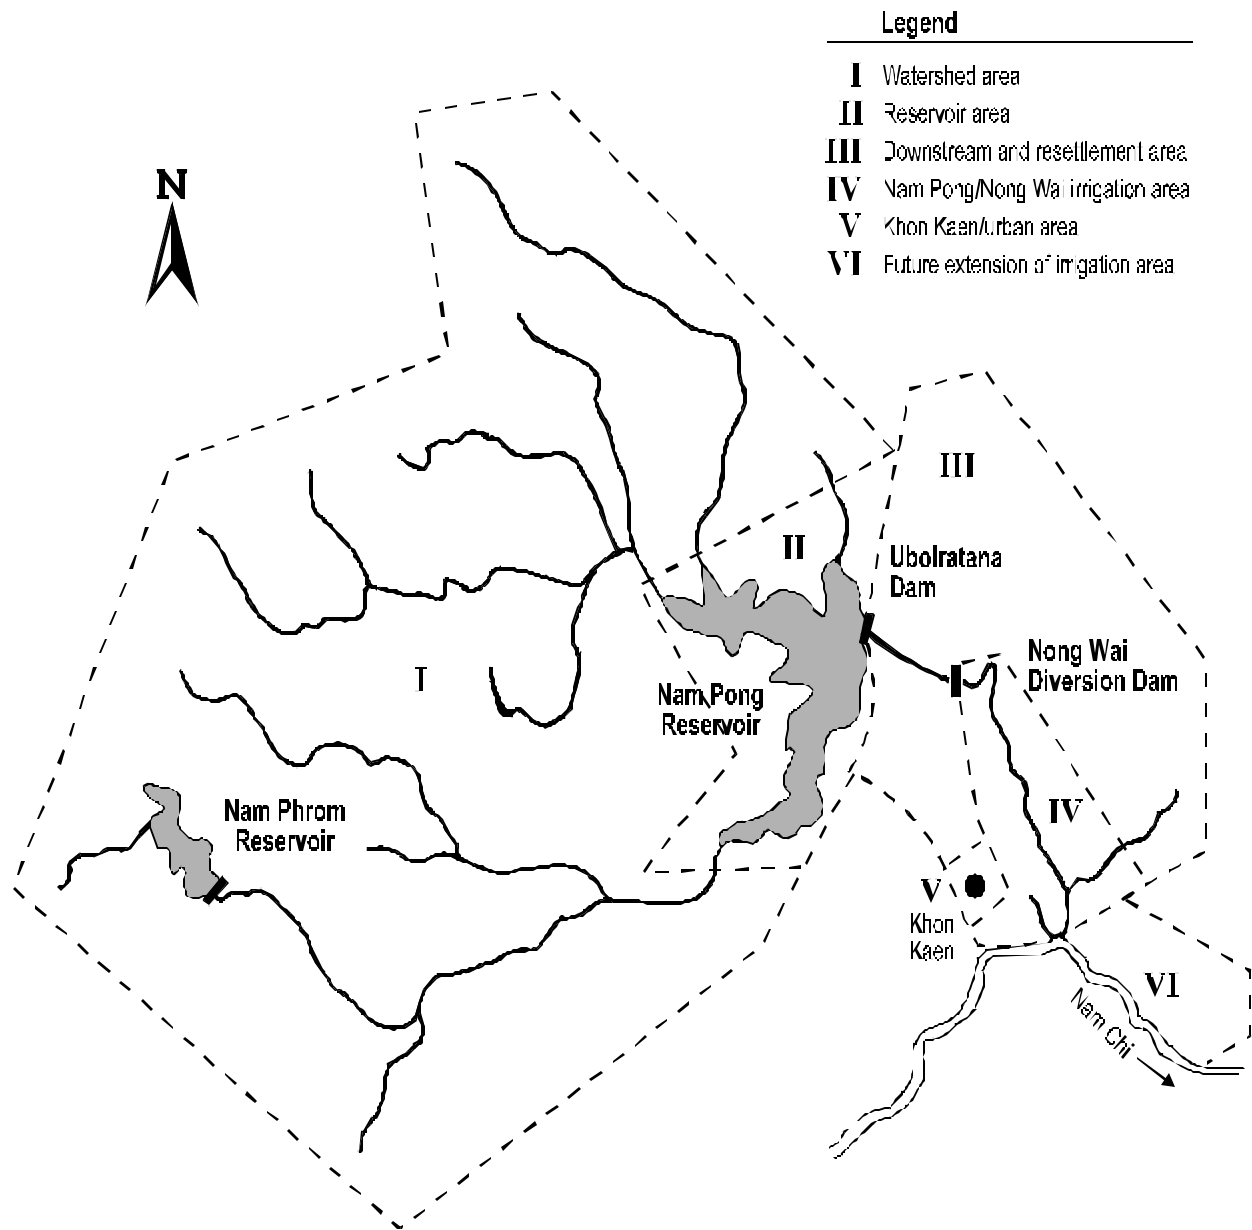 Legend
I Watershed area
II Reservoir area
III Downstream and resettlement area
IV Nam Pong/Nong Wai irrigation area
V Khon Kaen/urban area
VI Future extension of irrigation area
N
III
II
Ubolratana
Dam
Nong Wai
Diversion Dam
I
Nam Pong
Reservoir
Nam Phrom
Reservoir
IV
V
Khon
Kaen
VI
Nam Chi